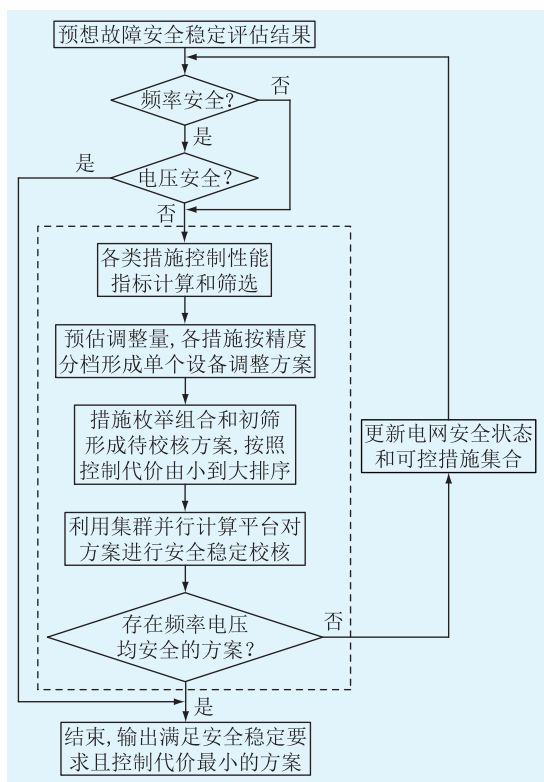 预想故障安全稳定评估结果
否
频率安全?
是
是
电压安全?
否
各类措施控制性能
指标计算和筛选
预估调整量,各措施按精度
分档形成单个设备调整方案
措施枚举组合和初筛
形成待校核方案,按照
控制代价由小到大排序
更新电网安全状态
和可控措施集合
利用集群并行计算平台对
方案进行安全稳定校核
否
存在频率电压
均安全的方案?
是
结束,输出满足安全稳定要
求且控制代价最小的方案